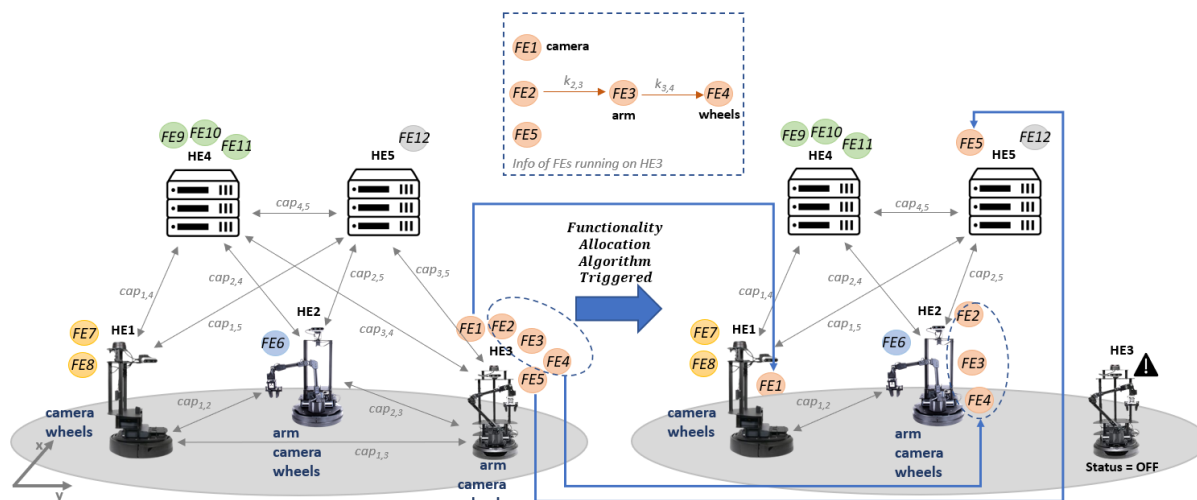 FE1 camera
FE2 k2,3 FE3 k3,4 FE4
arm wheels
FE5
Info of FEs running on HE3
FE9 FE10 FE11
HE4
FE12
HE5
cap4,5
cap1,4
cap2,4
cap2,5
cap3,5
cap1,5
cap3,4
FE7
FE8
HE1
FE6
HE2
FE1 FE2
FE3
HE3 FE4
FE5
cap1,2
cap2,3
cap1,3
camera
wheels
arm
camera
wheels
arm
camera
x
y
Functionality
Allocation
Algorithm
Triggered
FE9 FE10 FE11
HE4
FE5 FE12
HE5
cap4,5
cap1,4
cap2,4
cap2,5
cap1,5
FE7
FE8
HE1
FE1
FE6
HE2
FE2
FE3
FE4
HE3
!
cap1,2
camera
wheels
arm
camera
wheels
Status = OFF